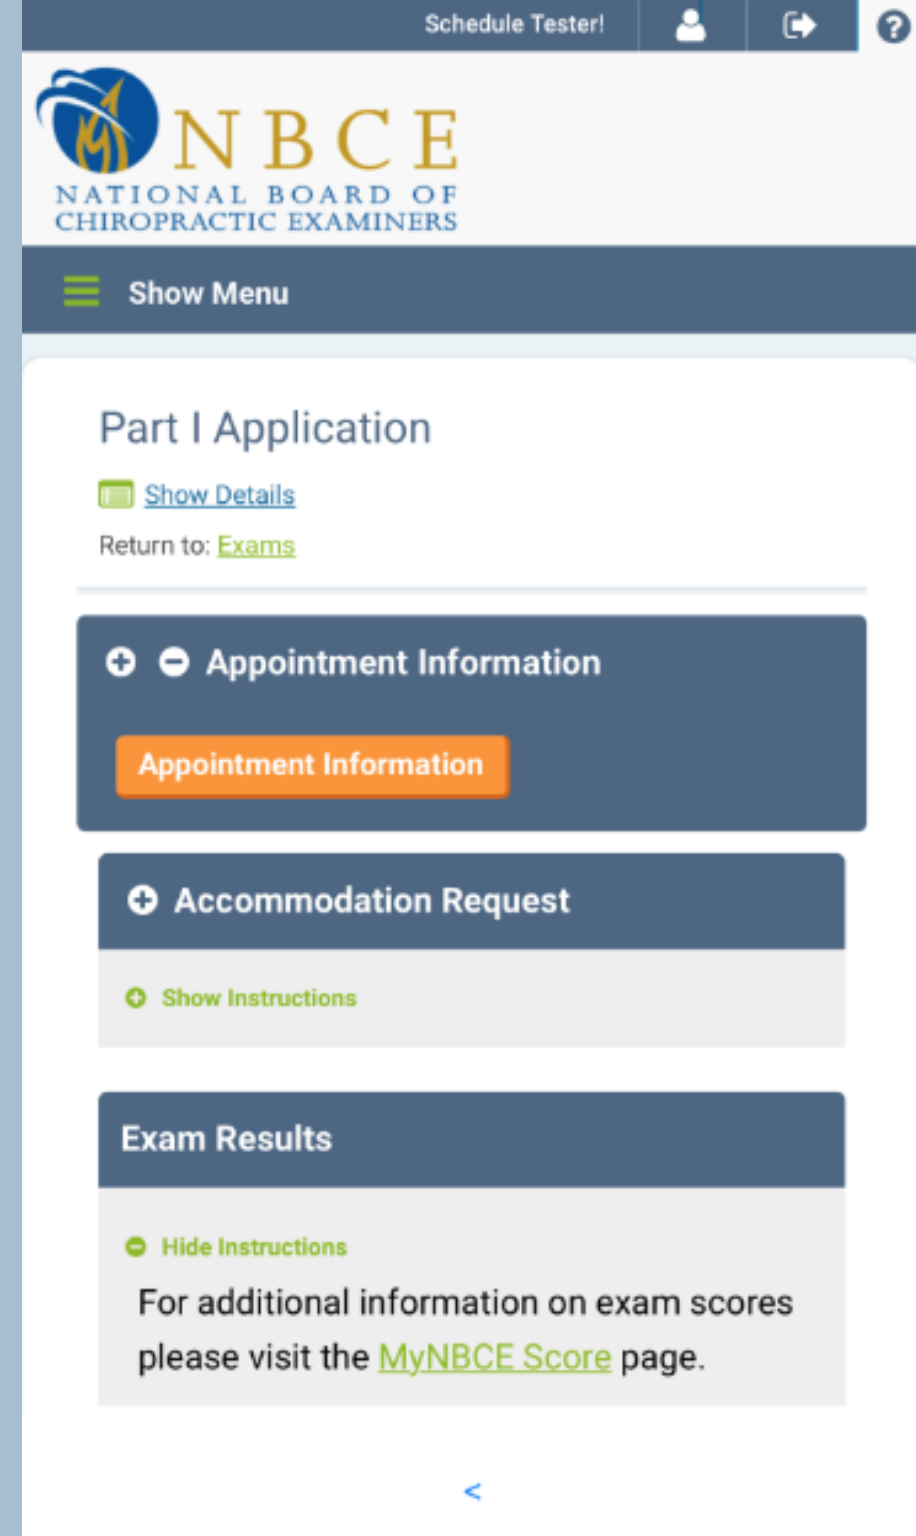 Schedule Tester!
NBCE
NATIONAL BOARD OF
CHIROPRACTIC EXAMINERS
Show Menu
Part I Application
Show Details
Return to: Exams
Appointment Information
Appointment Information
Accommodation Request
Show Instructions
Exam Results
Hide Instructions
For additional information on exam scores
please visit the MyNBCE Score page.
<